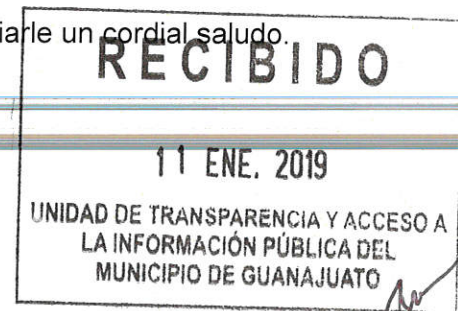 iarle un cordial saludo.
RECIBIDO
11 ENE. 2019
UNIDAD DE TRANSPARENCIA Y ACCESO A
LA INFORMACIÓN PÚBLICA DEL
MUNICIPIO DE GUANAJUATO